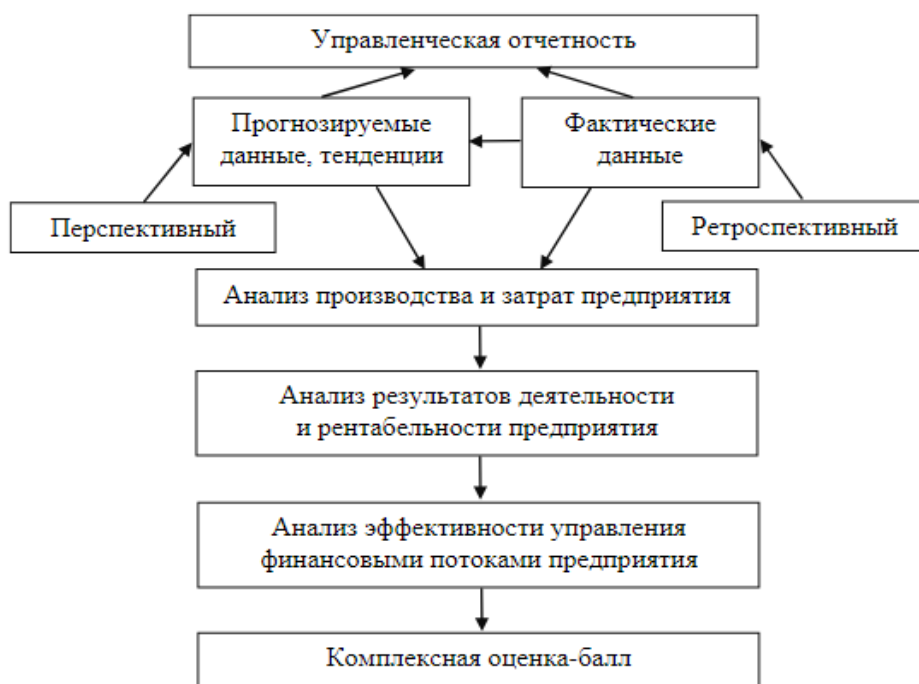 Управленческая отчетность
Прогнозируемые
данные, тенденции
Фактические
данные
Перспективный
Ретроспективный
Анализ производства и затрат предприятия
Анализ результатов деятельности
и рентабельности предприятия
Анализ эффективности управления
финансовыми потоками предприятия
Комплексная оценка-балл